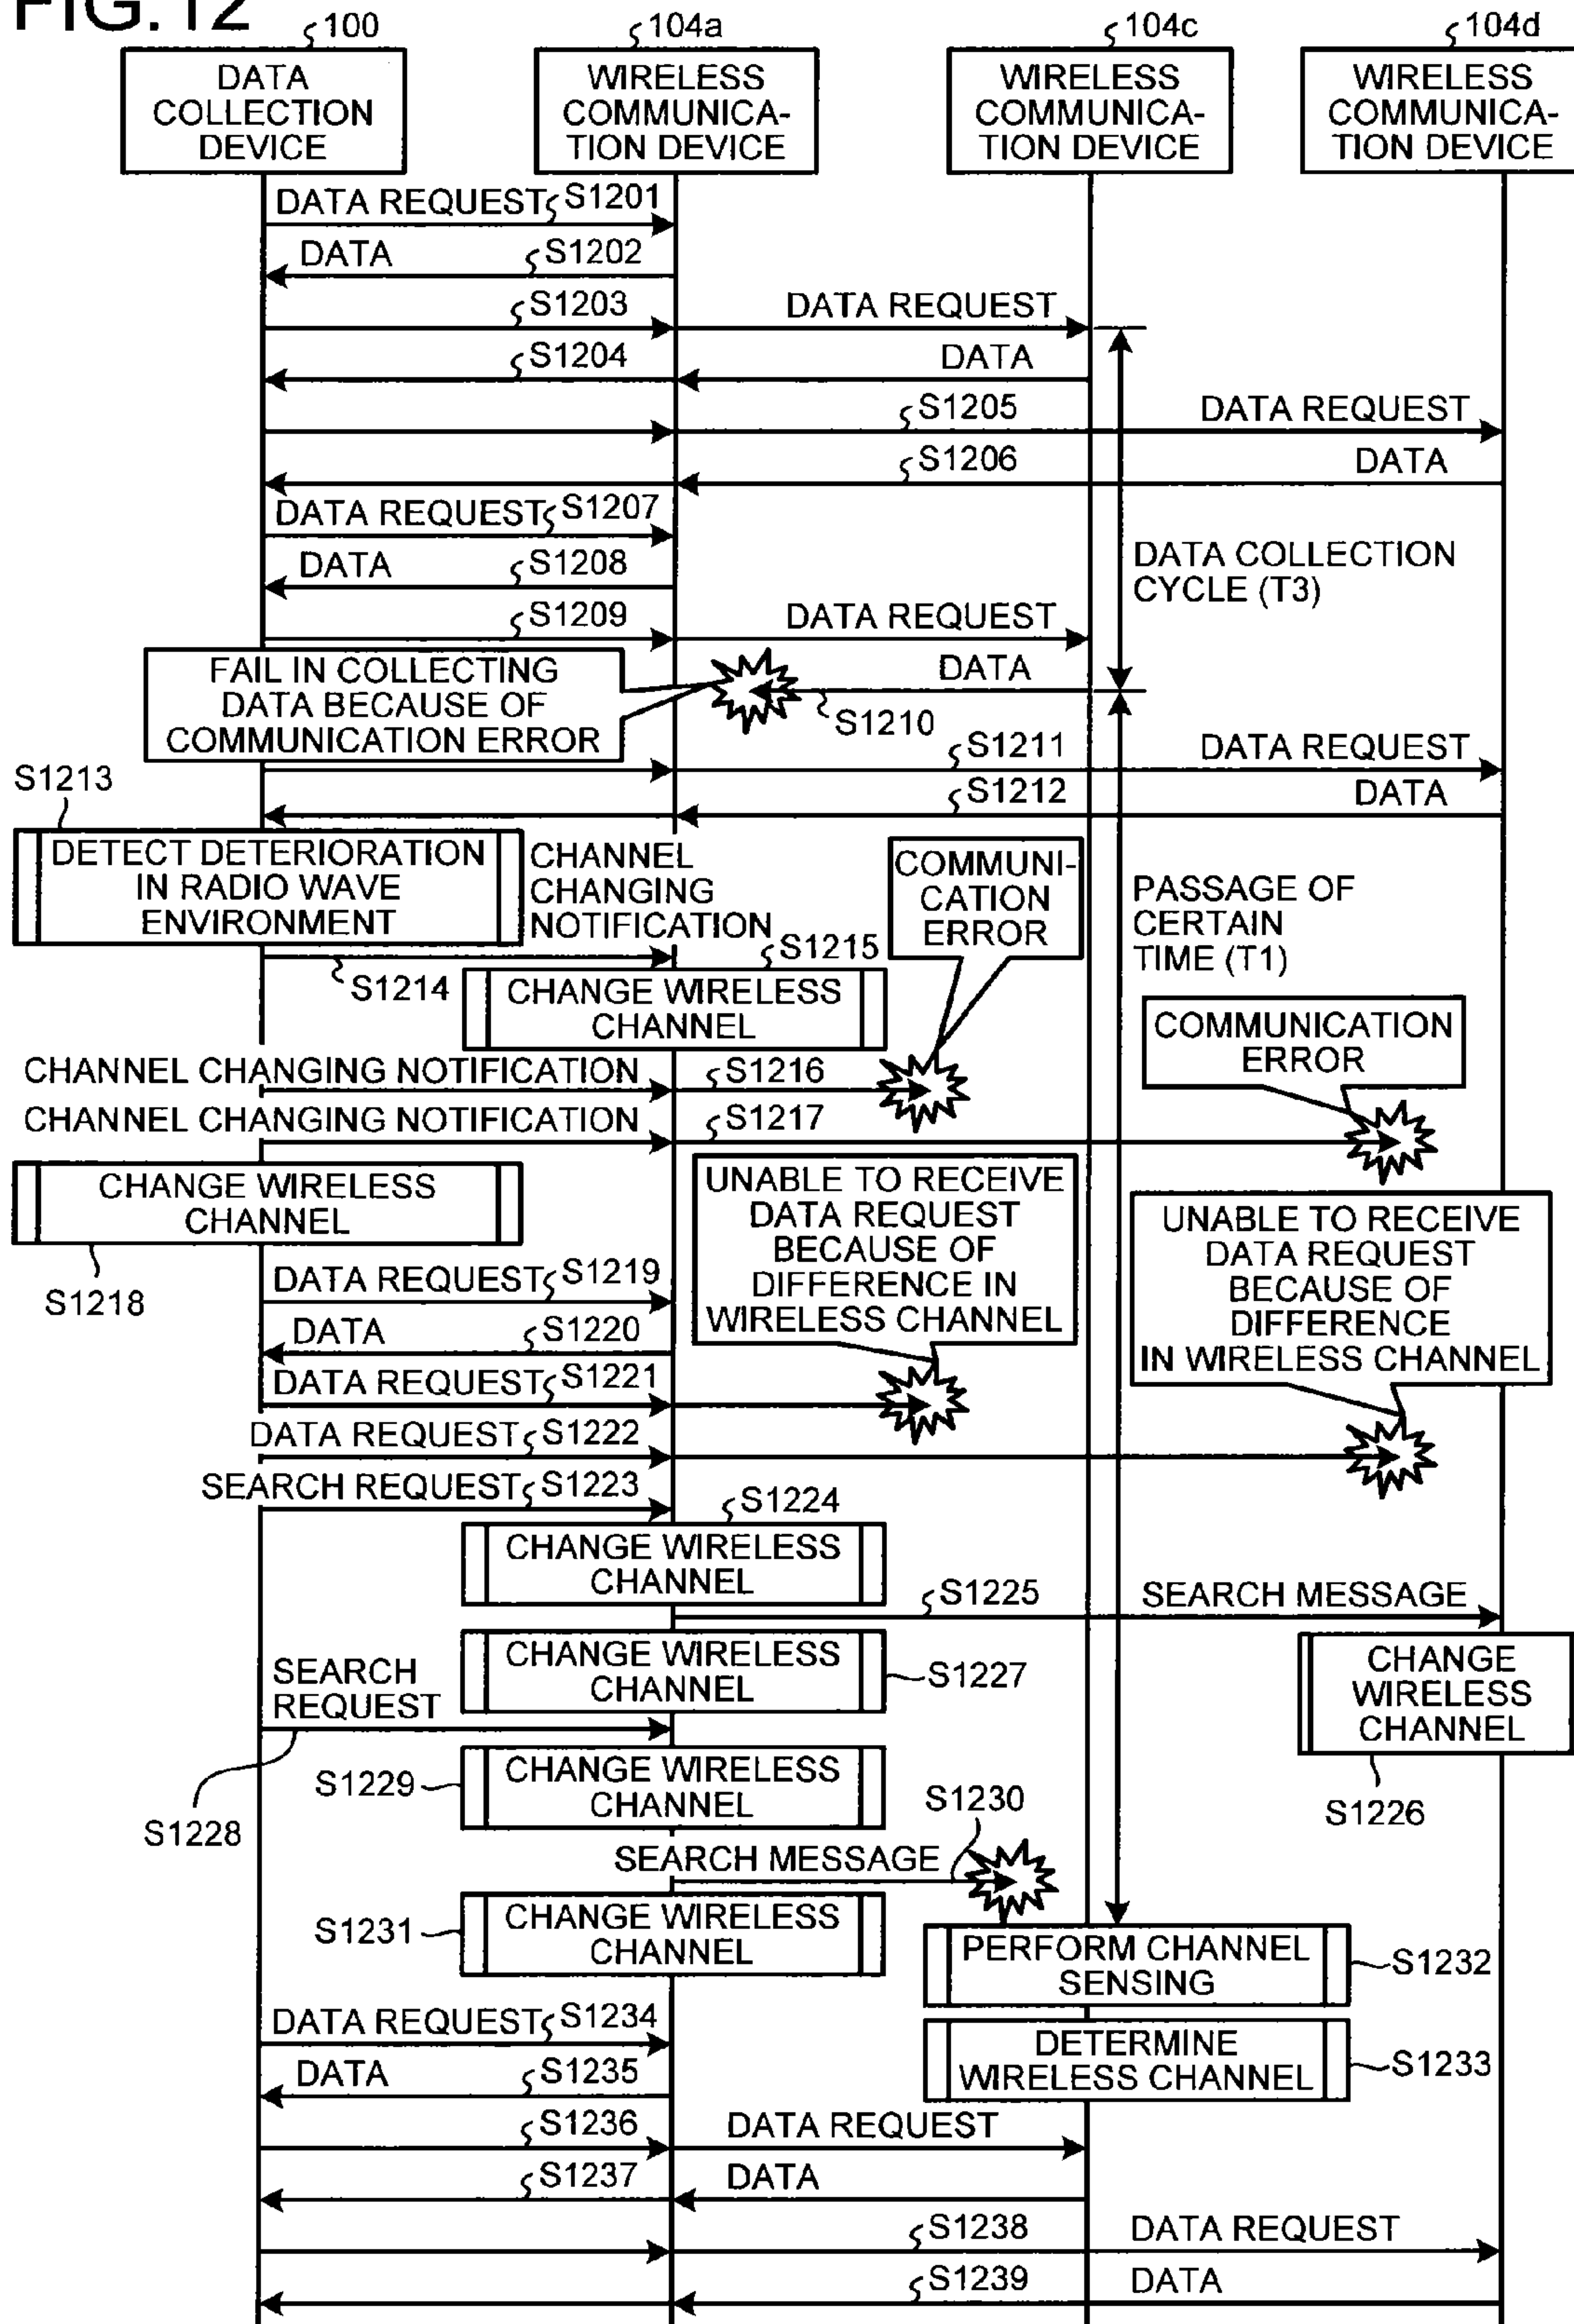 FIG. 12
100
104a
104c
104d
DATA
COLLECTION
DEVICE
WIRELESS
COMMUNICA-
TION DEVICE
WIRELESS
COMMUNICA-
TION DEVICE
WIRELESS
COMMUNICA-
TION DEVICE
DATA REQUEST S1201
DATA S1202
S1203 DATA REQUEST
S1204 DATA
S1205 DATA REQUEST
S1206 DATA
DATA REQUEST S1207
DATA S1208
DATA COLLECTION
CYCLE (T3)
S1209 DATA REQUEST
FAIL IN COLLECTING
DATA BECAUSE OF
COMMUNICATION ERROR
DATA
S1210
S1211 DATA REQUEST
S1212 DATA
S1213
DETECT DETERIORATION
IN RADIO WAVE
ENVIRONMENT
CHANNEL
CHANGING
NOTIFICATION
S1214
S1215
CHANGE WIRELESS
CHANNEL
COMMUNI-
CATION
ERROR
PASSAGE OF
CERTAIN
TIME (T1)
COMMUNICATION
ERROR
CHANNEL CHANGING NOTIFICATION S1216
CHANNEL CHANGING NOTIFICATION S1217
CHANGE WIRELESS
CHANNEL
S1218
UNABLE TO RECEIVE
DATA REQUEST
BECAUSE OF
DIFFERENCE IN
WIRELESS CHANNEL
UNABLE TO RECEIVE
DATA REQUEST
BECAUSE OF
DIFFERENCE
IN WIRELESS CHANNEL
DATA REQUEST S1219
DATA S1220
DATA REQUEST S1221
DATA REQUEST S1222
SEARCH REQUEST S1223
S1224
CHANGE WIRELESS
CHANNEL
S1225 SEARCH MESSAGE
CHANGE WIRELESS
CHANNEL
S1227
CHANGE
WIRELESS
CHANNEL
S1226
SEARCH
REQUEST
S1228
S1229
CHANGE WIRELESS
CHANNEL
S1230
SEARCH MESSAGE
S1231
CHANGE WIRELESS
CHANNEL
PERFORM CHANNEL
SENSING
S1232
DETERMINE
WIRELESS CHANNEL
S1233
DATA REQUEST S1234
DATA S1235
S1236 DATA REQUEST
S1237 DATA
S1238 DATA REQUEST
S1239 DATA